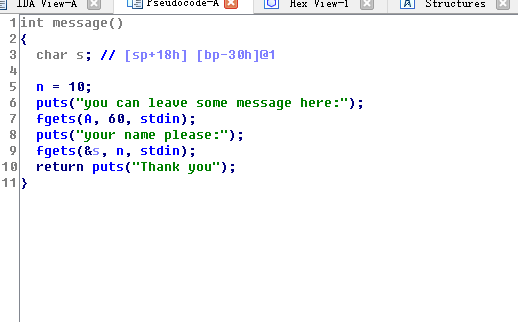 IDA View-A Pseudocode-A Hex View-1 Structures
1 int message()
2 {
3 char s; // [sp+18h] [bp-30h]@1
4
5 n = 10;
6 puts("you can leave some message here:");
7 fgets(A, 60, stdin);
8 puts("your name please:");
9 fgets(&s, n, stdin);
10 return puts("Thank you");
11 }